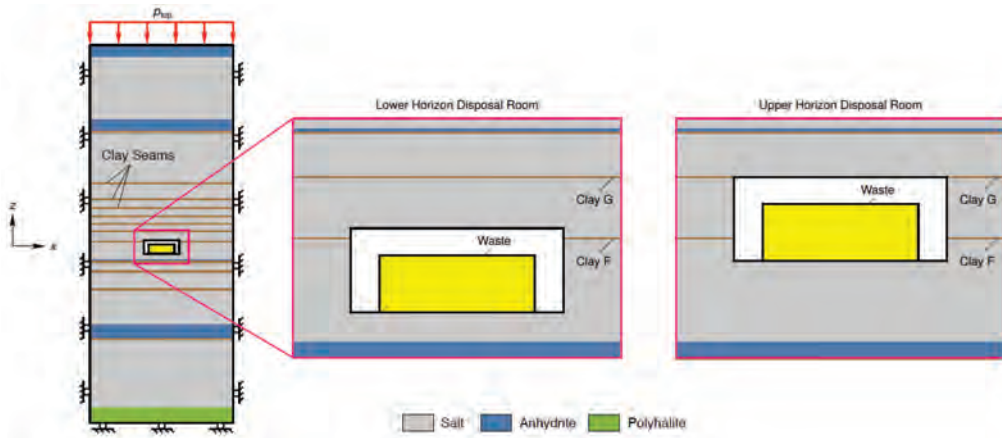 p_top
Clay Seams
z
x
Lower Horizon Disposal Room
Waste
Clay G
Clay F
Upper Horizon Disposal Room
Waste
Clay G
Clay F
Salt
Anhydrite
Polyhalite